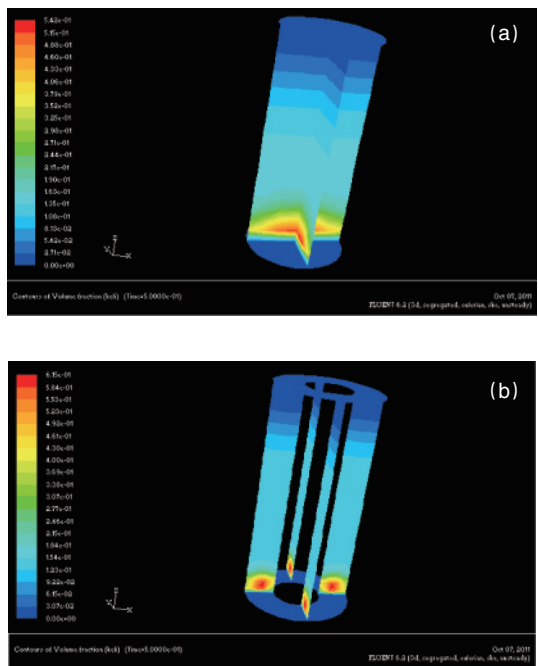 (a)
5.42e-01
5.15e-01
4.88e-01
4.60e-01
4.33e-01
4.06e-01
3.79e-01
3.52e-01
3.25e-01
2.98e-01
2.71e-01
2.44e-01
2.17e-01
1.90e-01
1.63e-01
1.35e-01
1.08e-01
8.13e-02
5.42e-02
2.71e-02
0.00e+00
Z
Y
X
Contours of Volume fraction (kcl) (Time=5.0000e-01)
Oct 07, 2011
FLUENT 6.2 (3d, segregated, eulerian, ske, unsteady)
(b)
6.15e-01
5.84e-01
5.53e-01
5.23e-01
4.92e-01
4.61e-01
4.30e-01
4.00e-01
3.69e-01
3.38e-01
3.07e-01
2.77e-01
2.46e-01
2.15e-01
1.84e-01
1.54e-01
1.23e-01
9.22e-02
6.15e-02
3.07e-02
0.00e+00
Z
Y
X
Contours of Volume fraction (kcl) (Time=5.0000e-01)
Oct 07, 2011
FLUENT 6.2 (3d, segregated, eulerian, ske, unsteady)